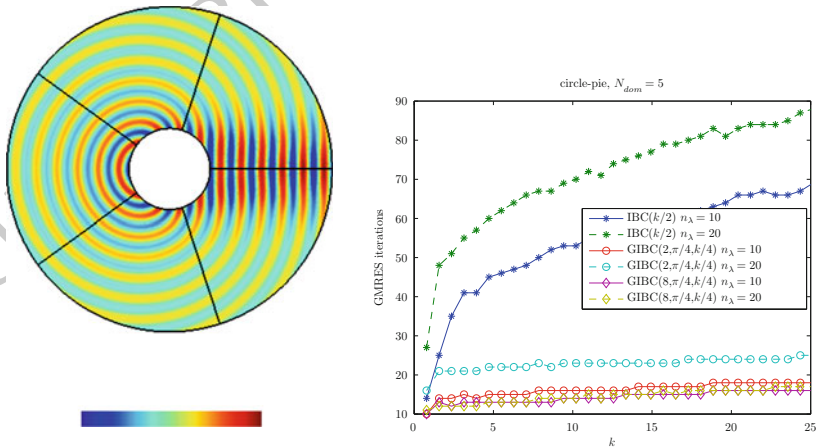 circle-pie, N_dom = 5
GMRES iterations
90
80
70
60
50
40
30
20
10
IBC(k/2) n_λ = 10
IBC(k/2) n_λ = 20
GIBC(2,π/4,k/4) n_λ = 10
GIBC(2,π/4,k/4) n_λ = 20
GIBC(8,π/4,k/4) n_λ = 10
GIBC(8,π/4,k/4) n_λ = 20
0 5 10 15 20 25
k